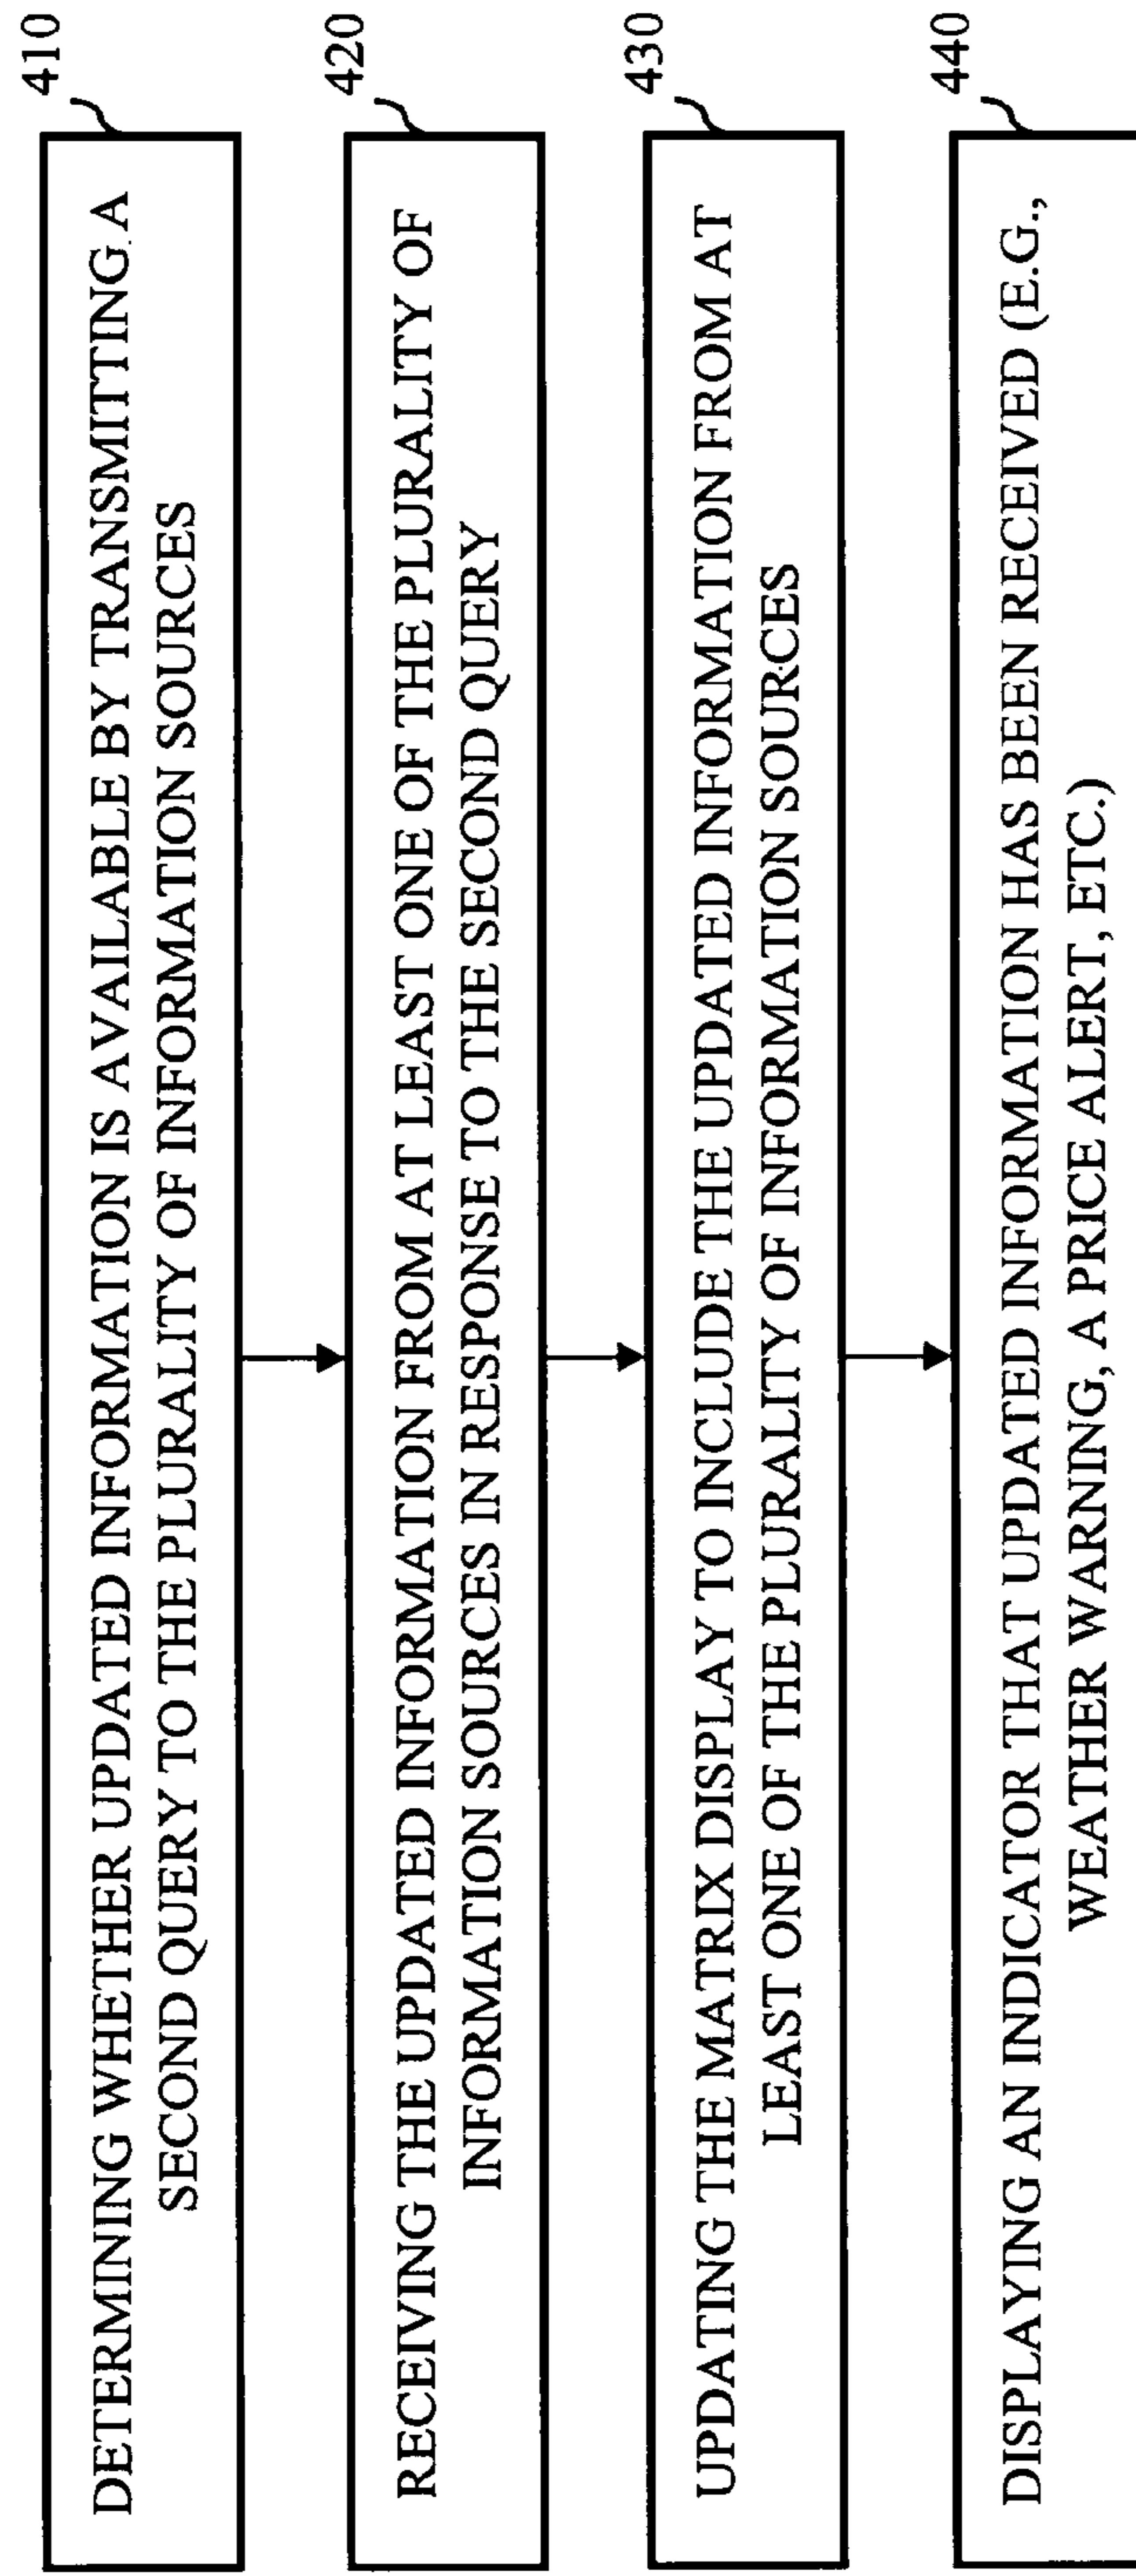 410
DETERMINING WHETHER UPDATED INFORMATION IS AVAILABLE BY TRANSMITTING A
SECOND QUERY TO THE PLURALITY OF INFORMATION SOURCES
420
RECEIVING THE UPDATED INFORMATION FROM AT LEAST ONE OF THE PLURALITY OF
INFORMATION SOURCES IN RESPONSE TO THE SECOND QUERY
430
UPDATING THE MATRIX DISPLAY TO INCLUDE THE UPDATED INFORMATION FROM AT
LEAST ONE OF THE PLURALITY OF INFORMATION SOURCES
440
DISPLAYING AN INDICATOR THAT UPDATED INFORMATION HAS BEEN RECEIVED (E.G.,
WEATHER WARNING, A PRICE ALERT, ETC.)